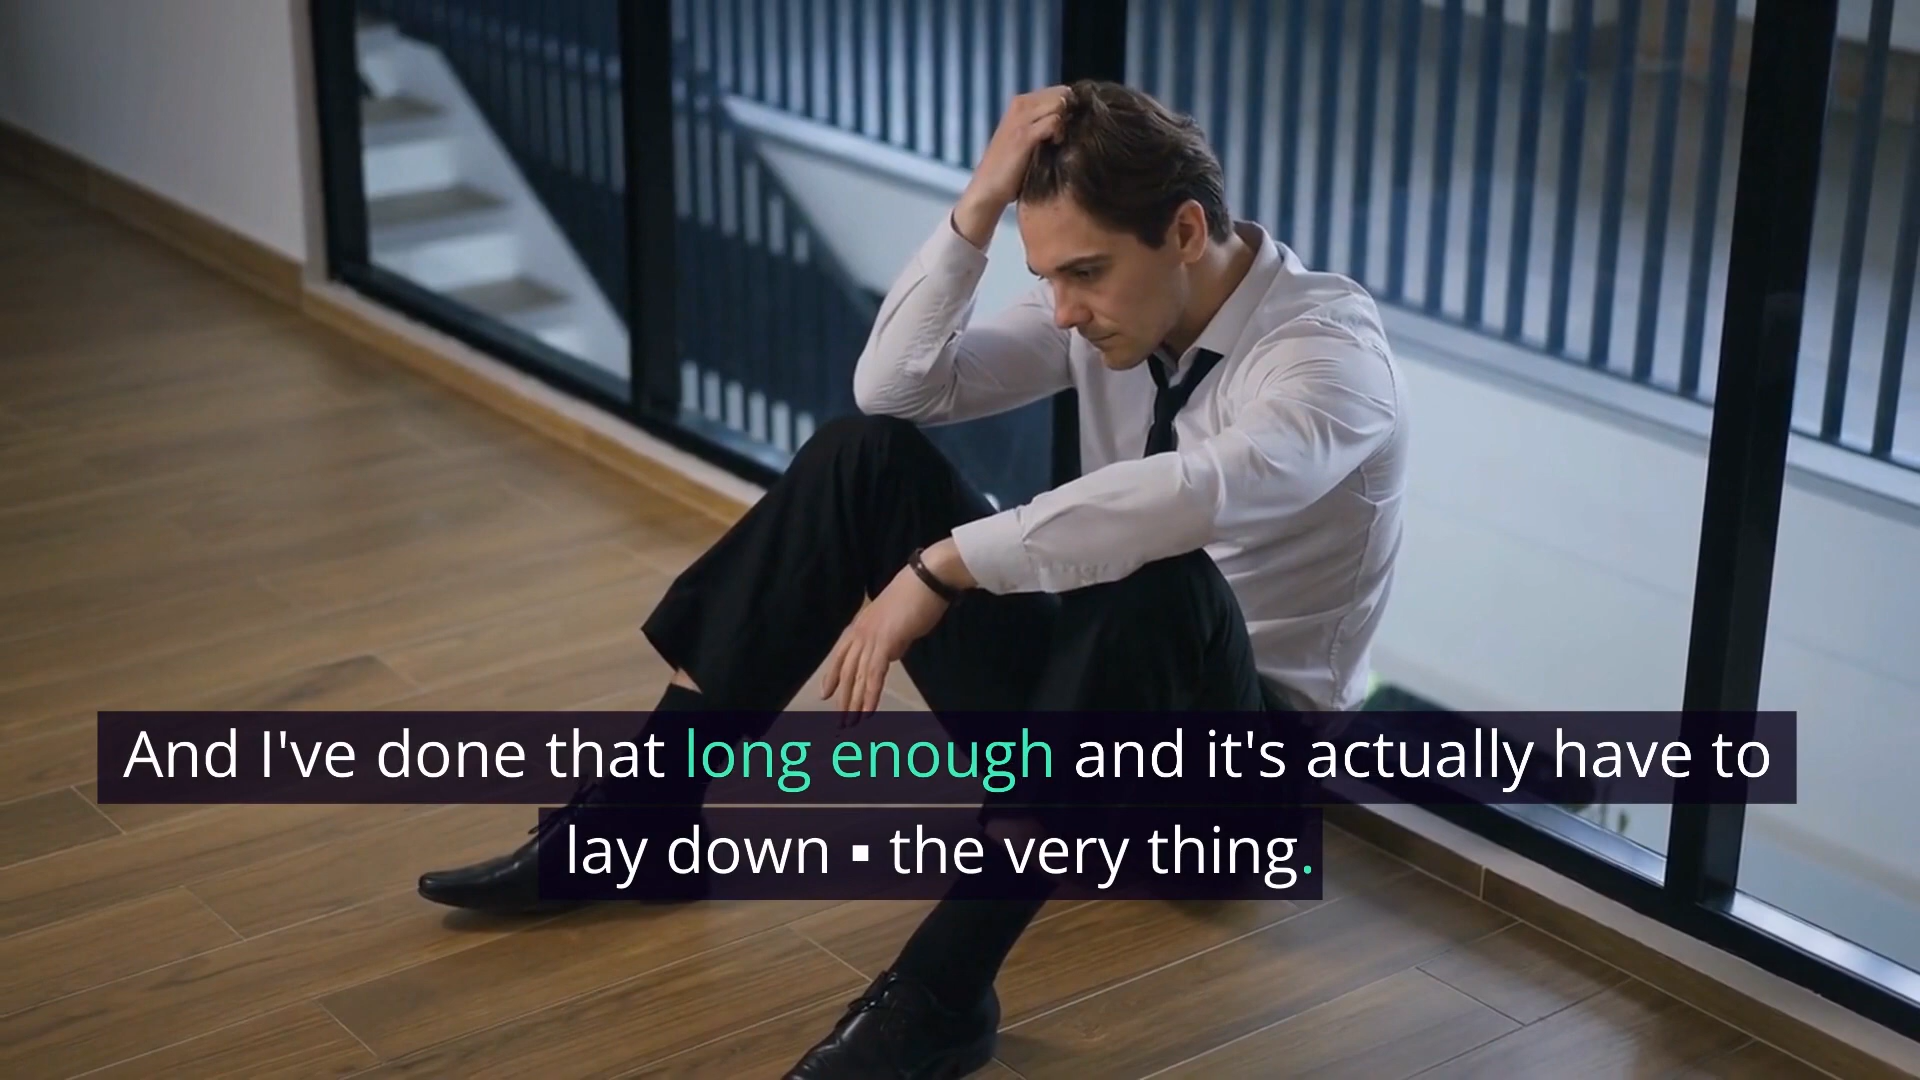 And I've done that long enough and it's actually have to
lay down ▪ the very thing.